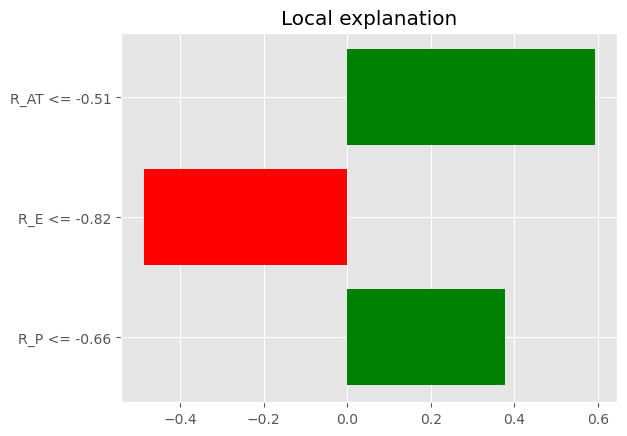 Local explanation
R_AT <= -0.51
R_E <= -0.82
R_P <= -0.66
−0.4 −0.2 0.0 0.2 0.4 0.6